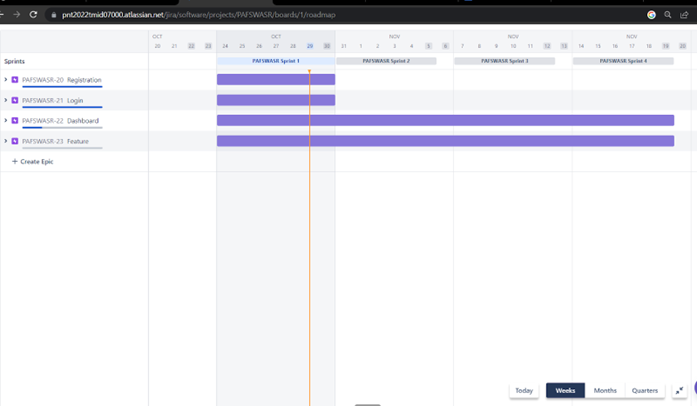 pnt2022tmid07000.atlassian.net/jira/software/projects/PAFSWASR/boards/1/roadmap
OCT OCT NOV NOV NOV
20 21 22 23 24 25 26 27 28 29 30 31 1 2 3 4 5 6 7 8 9 10 11 12 13 14 15 16 17 18 19 20
Sprints PAFSWASR Sprint 1 PAFSWASR Sprint 2 PAFSWASR Sprint 3 PAFSWASR Sprint 4
PAFSWASR-20 Registration
PAFSWASR-21 Login
PAFSWASR-22 Dashboard
PAFSWASR-23 Feature
+ Create Epic
Today Weeks Months Quarters